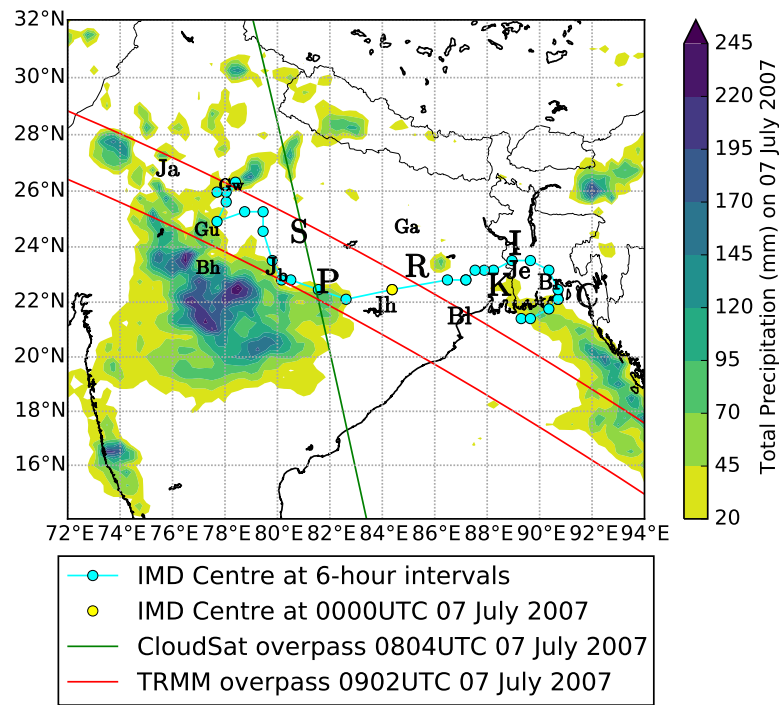 32°N
30°N
28°N
26°N
24°N
22°N
20°N
18°N
16°N
72°E 74°E 76°E 78°E 80°E 82°E 84°E 86°E 88°E 90°E 92°E 94°E
Ja
Gw
Gu
S
Ga
I
Bh
Jb
R
Je
P
K
Br
C
Jh
Bl
245
220
195
170
145
120
95
70
45
20
Total Precipitation (mm) on 07 July 2007
IMD Centre at 6-hour intervals
IMD Centre at 0000UTC 07 July 2007
CloudSat overpass 0804UTC 07 July 2007
TRMM overpass 0902UTC 07 July 2007